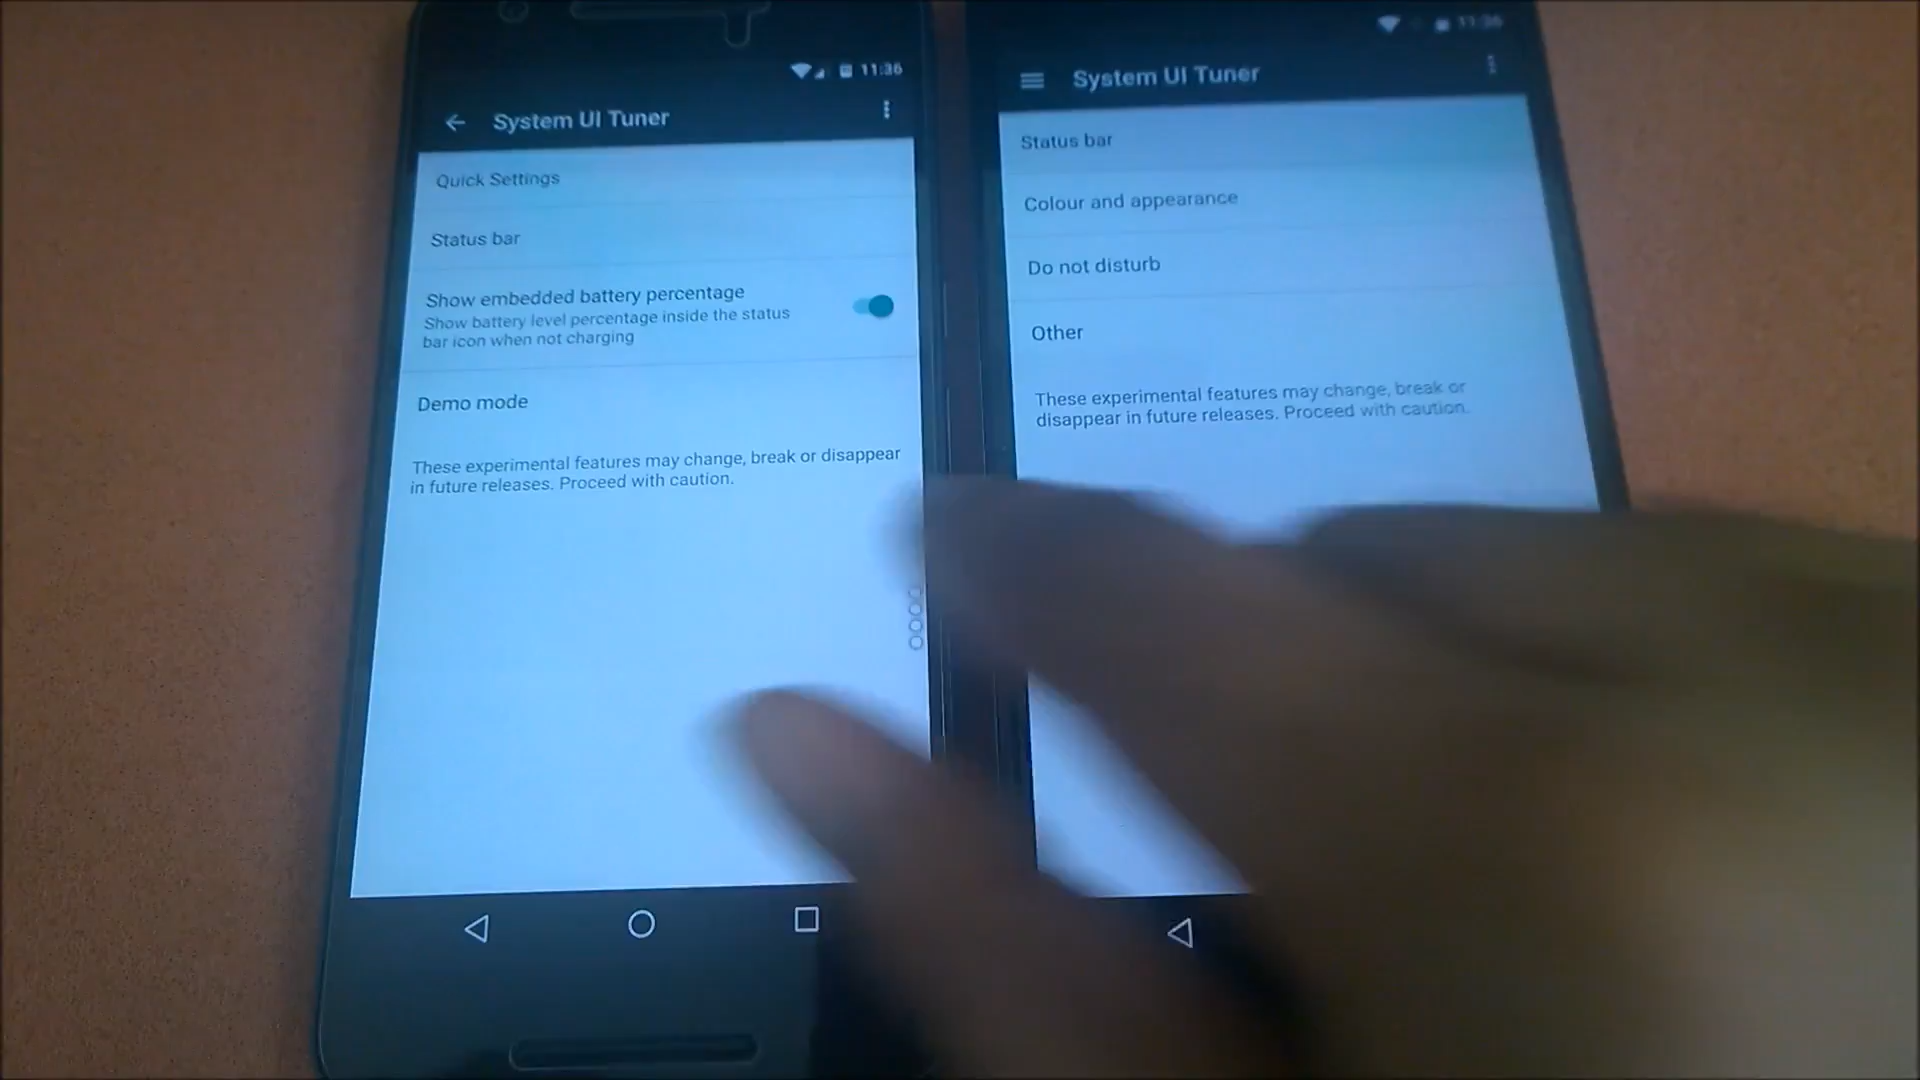 11:36
System UI Tuner
Quick Settings
Status bar
Show embedded battery percentage
Show battery level percentage inside the status
bar icon when not charging
Demo mode
These experimental features may change, break or disappear
in future releases. Proceed with caution.
11:36
System UI Tuner
Status bar
Colour and appearance
Do not disturb
Other
These experimental features may change, break or
disappear in future releases. Proceed with caution.